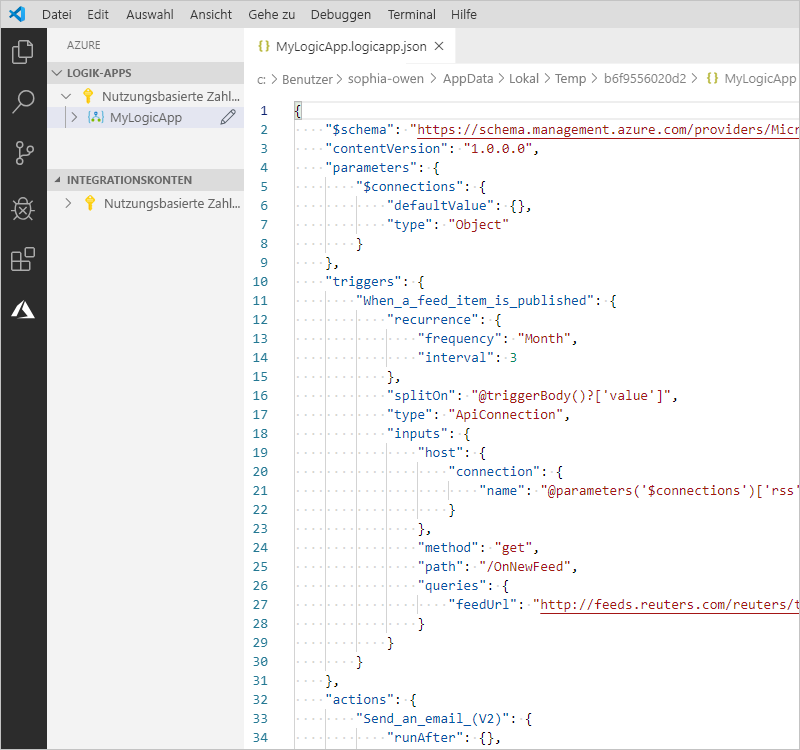 Datei Bearbeiten Auswahl Ansicht Gehe zu Debuggen Terminal Hilfe
AZURE
LOGIK-APPS
Nutzungsbasierte Zahl...
MyLogicApp
INTEGRATIONSKONTEN
Nutzungsbasierte Zahl...
{} MyLogicApp.logicapp.json ×
c: > Benutzer > sophia-owen > AppData > Lokal > Temp > b6f9556020d2 > {} MyLogicApp
1 {
2 "$schema": "https://schema.management.azure.com/providers/Micr
3 "contentVersion": "1.0.0.0",
4 "parameters": {
5 "$connections": {
6 "defaultValue": {},
7 "type": "Object"
8 }
9 },
10 "triggers": {
11 "When_a_feed_item_is_published": {
12 "recurrence": {
13 "frequency": "Month",
14 "interval": 3
15 },
16 "splitOn": "@triggerBody()?['value']",
17 "type": "ApiConnection",
18 "inputs": {
19 "host": {
20 "connection": {
21 "name": "@parameters('$connections')['rss'
22 }
23 },
24 "method": "get",
25 "path": "/OnNewFeed",
26 "queries": {
27 "feedUrl": "http://feeds.reuters.com/reuters/t
28 }
29 }
30 }
31 },
32 "actions": {
33 "Send_an_email_(V2)": {
34 "runAfter": {},